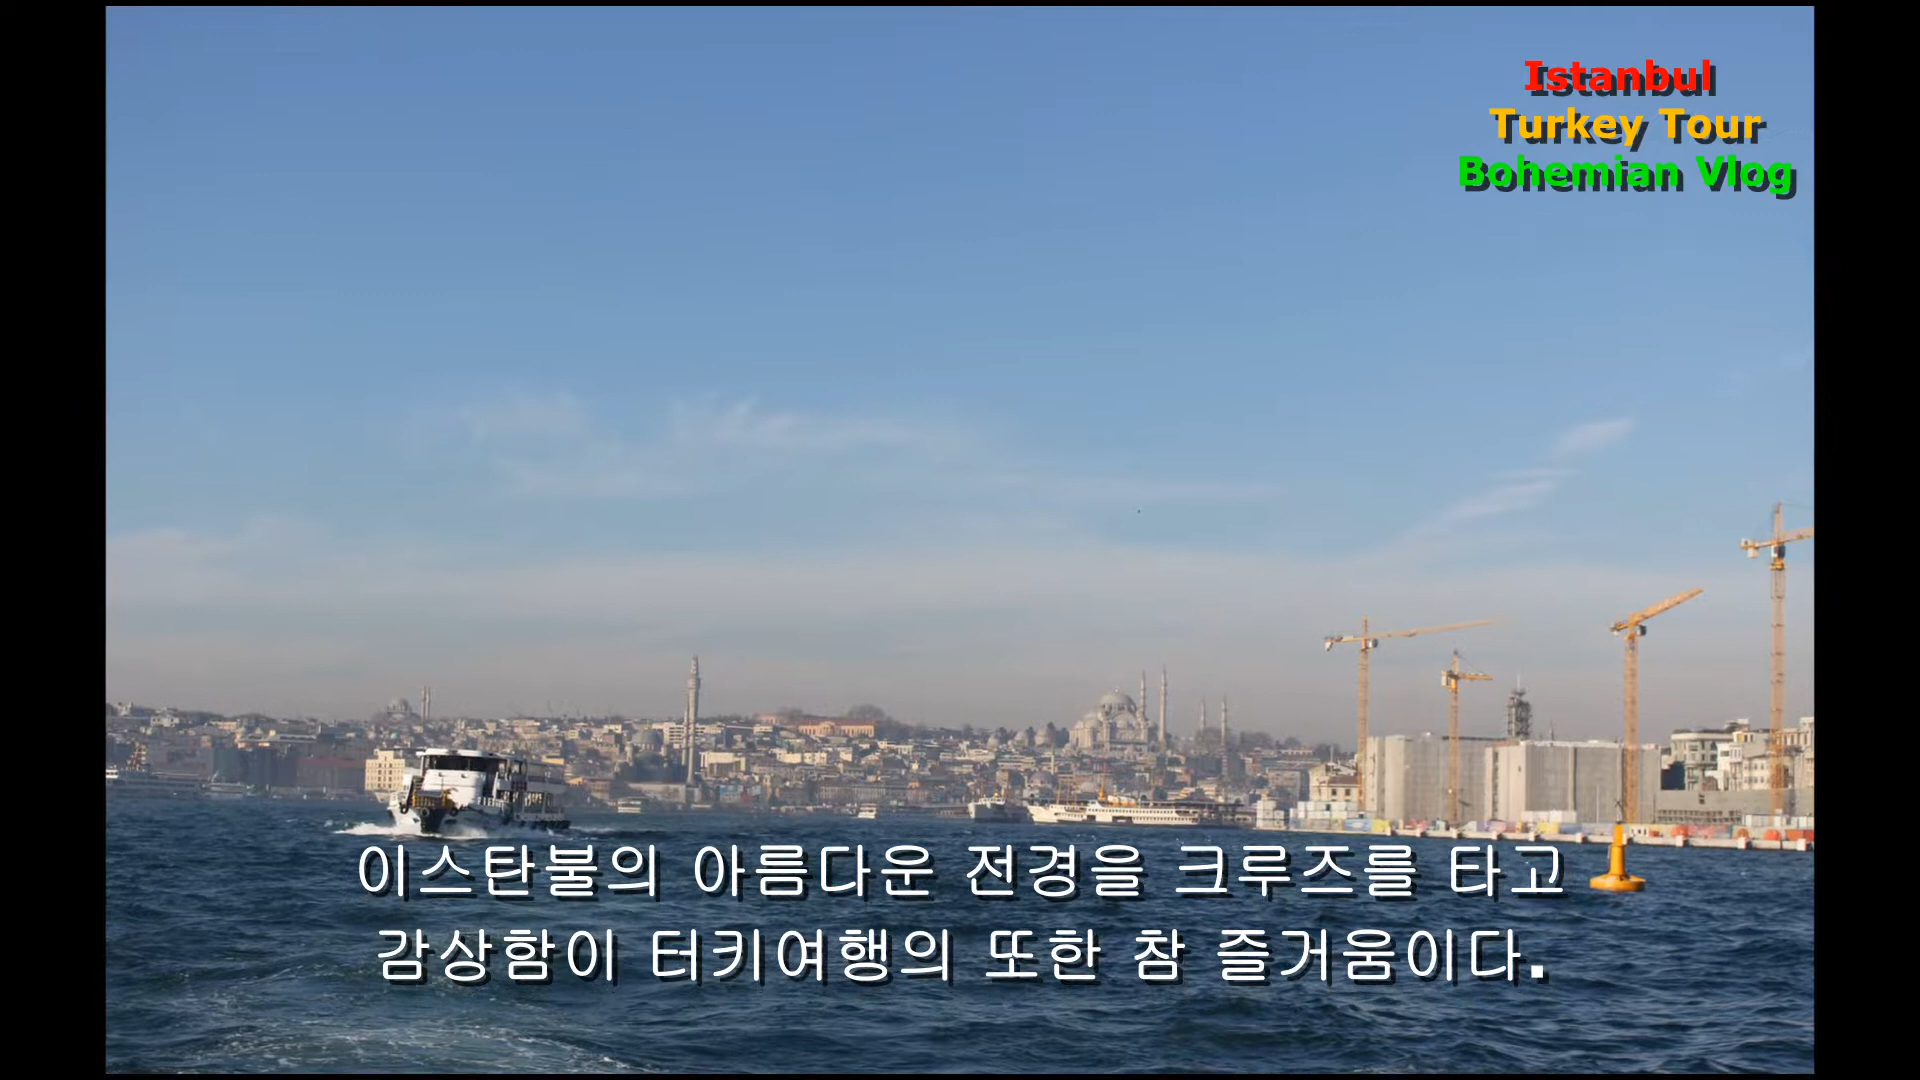 Istanbul
Turkey Tour
Bohemian Vlog
이스탄불의 아름다운 전경을 크루즈를 타고
감상함이 터키여행의 또한 참 즐거움이다.